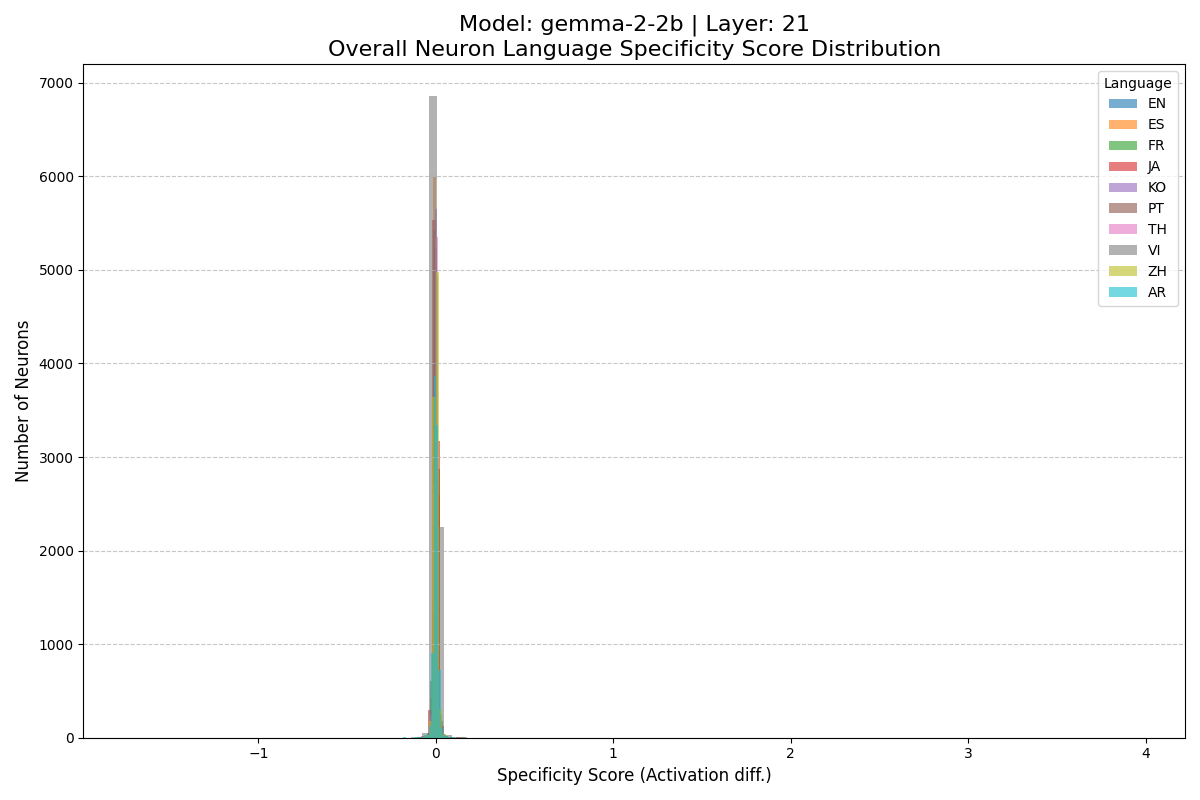 Model: gemma-2-2b | Layer: 21
Overall Neuron Language Specificity Score Distribution
Number of Neurons
7000
6000
5000
4000
3000
2000
1000
0
Language
EN
ES
FR
JA
KO
PT
TH
VI
ZH
AR
−1
0
1
2
3
4
Specificity Score (Activation diff.)